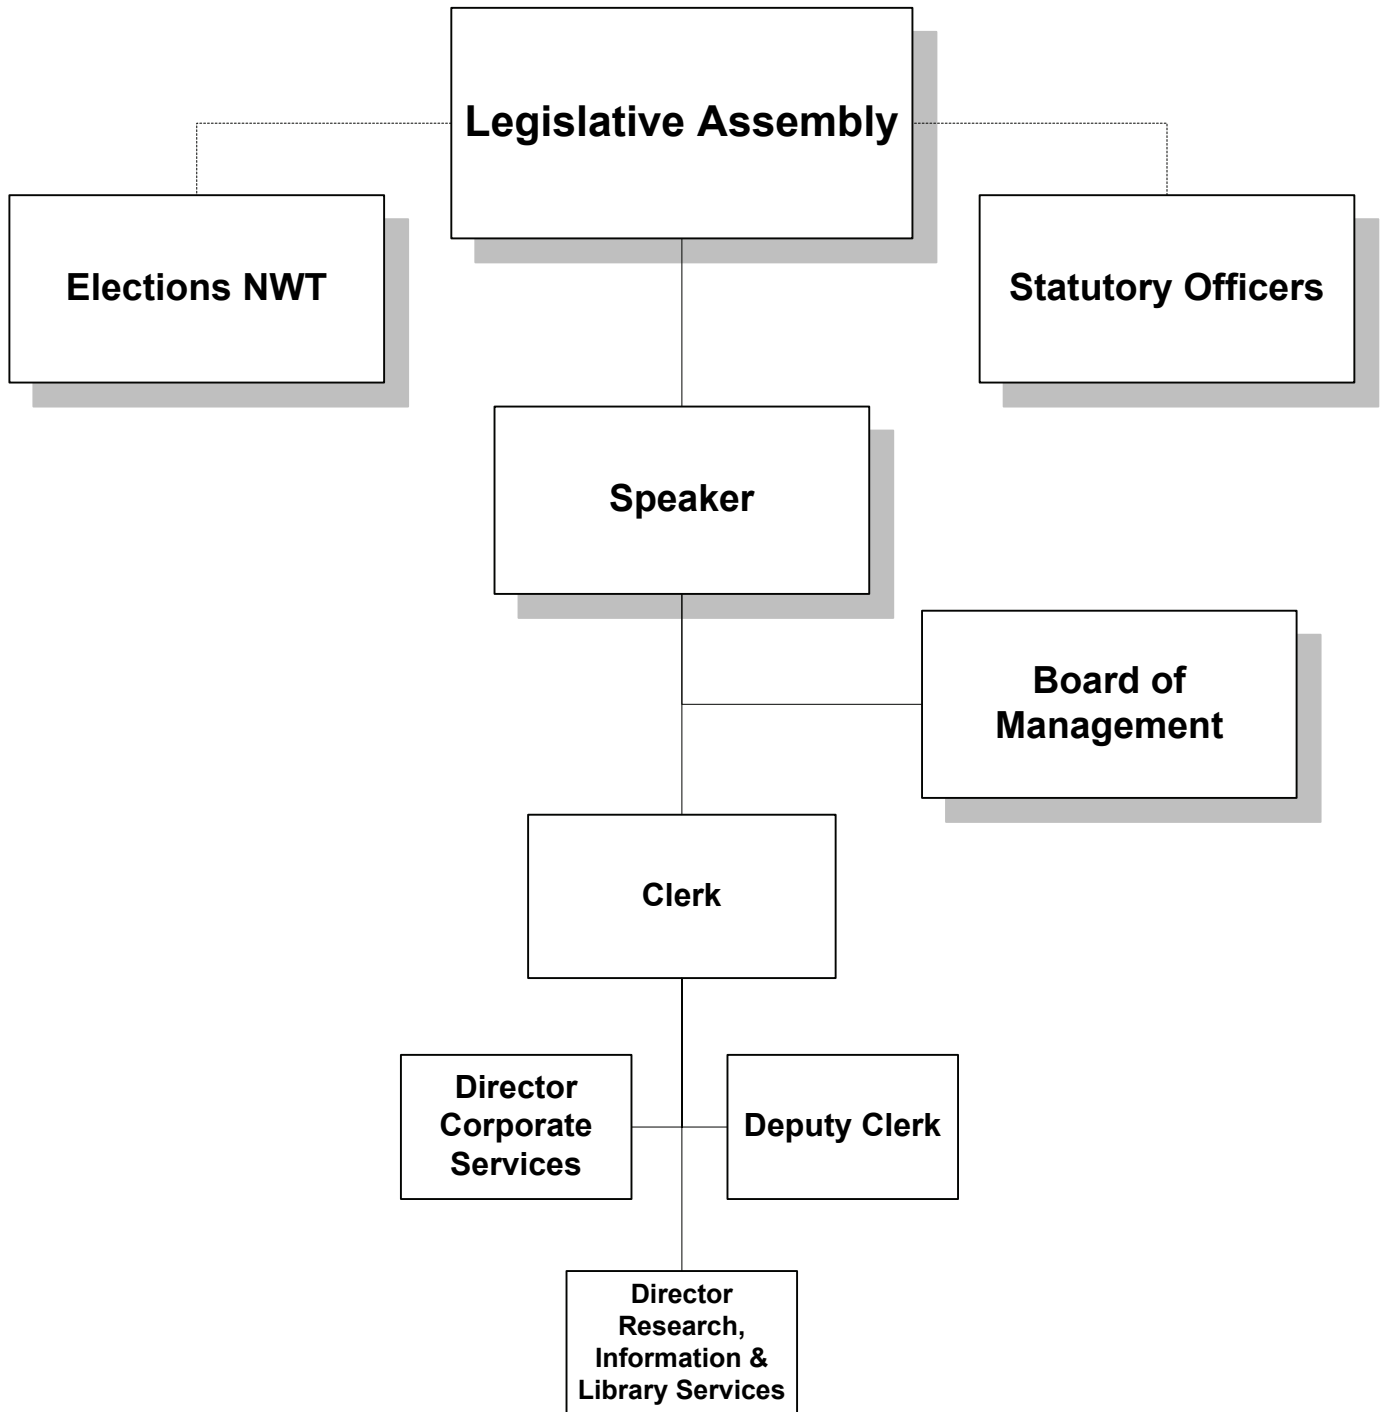 Legislative Assembly
Elections NWT
Statutory Officers
Speaker
Board of
Management
Clerk
Director
Corporate
Services
Deputy Clerk
Director
Research,
Information &
Library Services